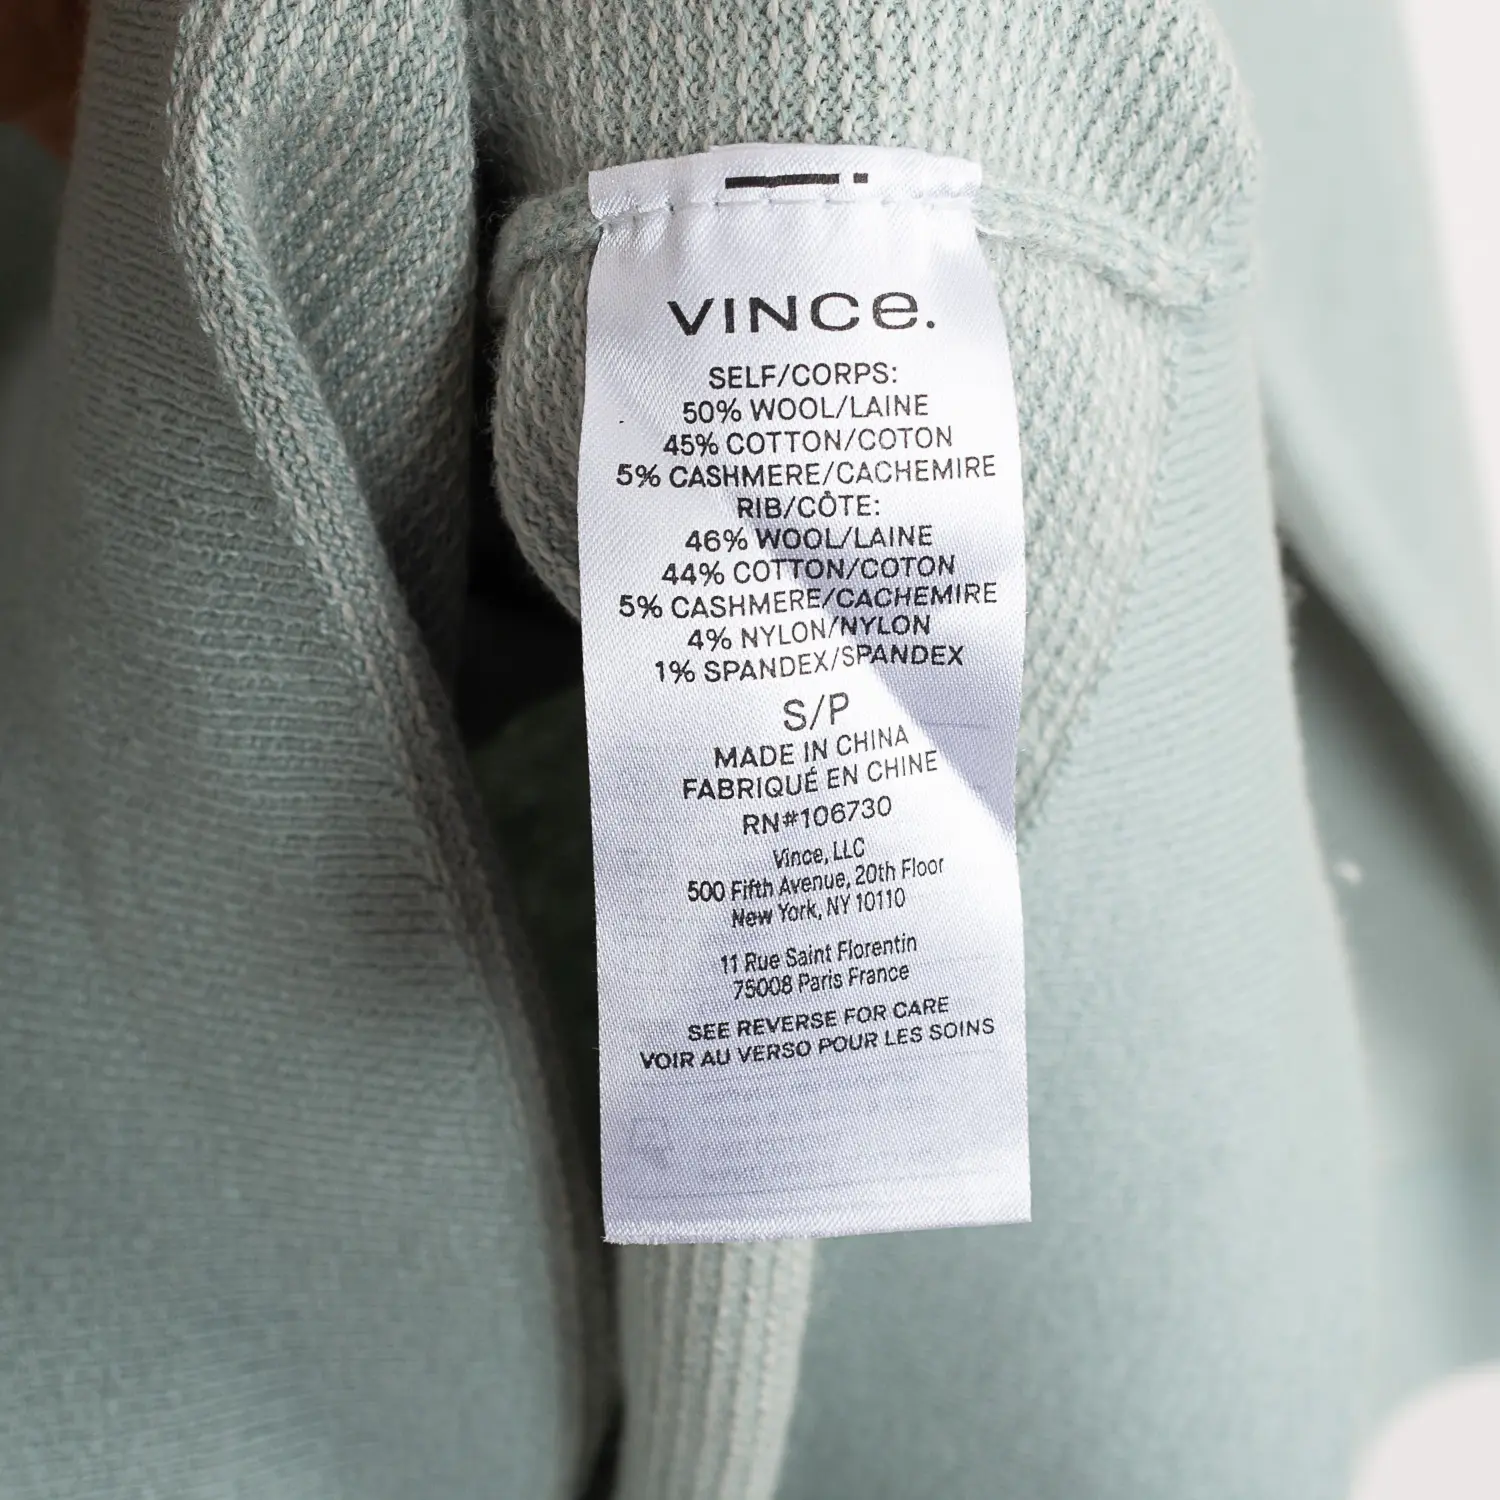 VINCe.
SELF/CORPS:
50% WOOL/LAINE
45% COTTON/COTON
5% CASHMERE/CACHEMIRE
RIB/CÔTE:
46% WOOL/LAINE
44% COTTON/COTON
5% CASHMERE/CACHEMIRE
4% NYLON/NYLON
1% SPANDEX/SPANDEX
S/P
MADE IN CHINA
FABRIQUÉ EN CHINE
RN#106730
Vince, LLC
500 Fifth Avenue, 20th Floor
New York, NY 10110
11 Rue Saint Florentin
75008 Paris France
SEE REVERSE FOR CARE
VOIR AU VERSO POUR LES SOINS